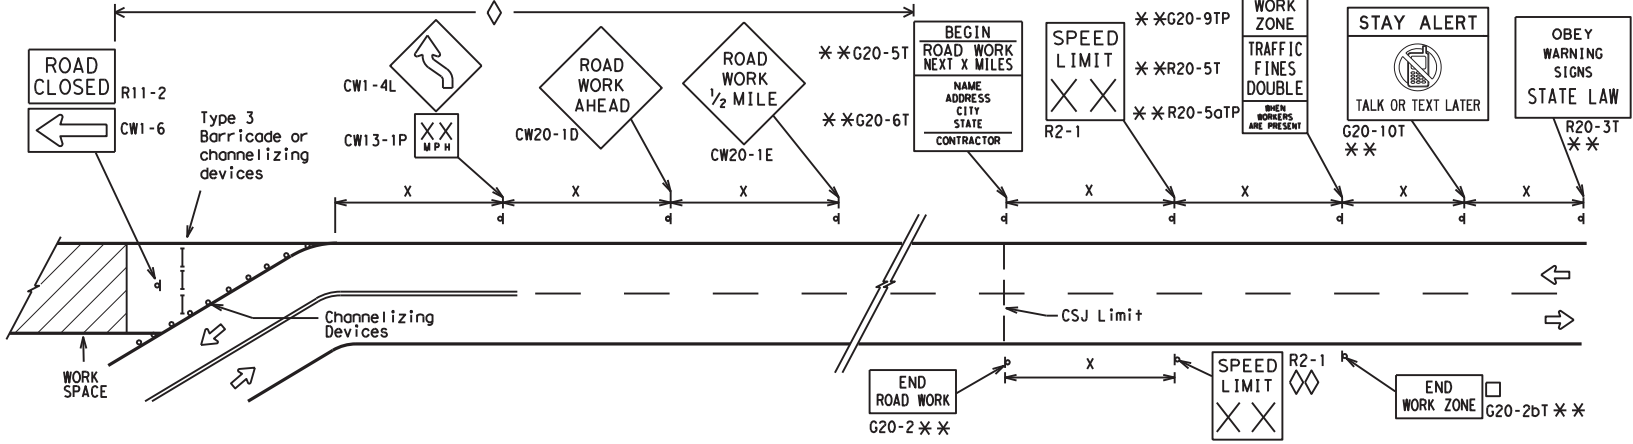 ROAD
CLOSED
R11-2
CW1-6
Type 3
Barricade or
channelizing
devices
CW1-4L
CW13-1P
X X
MPH
ROAD
WORK
AHEAD
CW20-1D
ROAD
WORK
1/2 MILE
CW20-1E
✶ ✶G20-5T
✶ ✶G20-6T
BEGIN
ROAD WORK
NEXT X MILES
NAME
ADDRESS
CITY
STATE
CONTRACTOR
SPEED
LIMIT
X X
R2-1
✶ ✶G20-9TP
✶ ✶R20-5T
✶ ✶R20-5aTP
WORK
ZONE
TRAFFIC
FINES
DOUBLE
WHEN
WORKERS
ARE PRESENT
STAY ALERT
TALK OR TEXT LATER
G20-10T
✶ ✶
OBEY
WARNING
SIGNS
STATE LAW
R20-3T
✶ ✶
X
X
X
X
X
X
X
Channelizing
Devices
CSJ Limit
WORK
SPACE
X
END
ROAD WORK
G20-2 ✶ ✶
SPEED
LIMIT
X X
R2-1
END
WORK ZONE
G20-2bT ✶ ✶